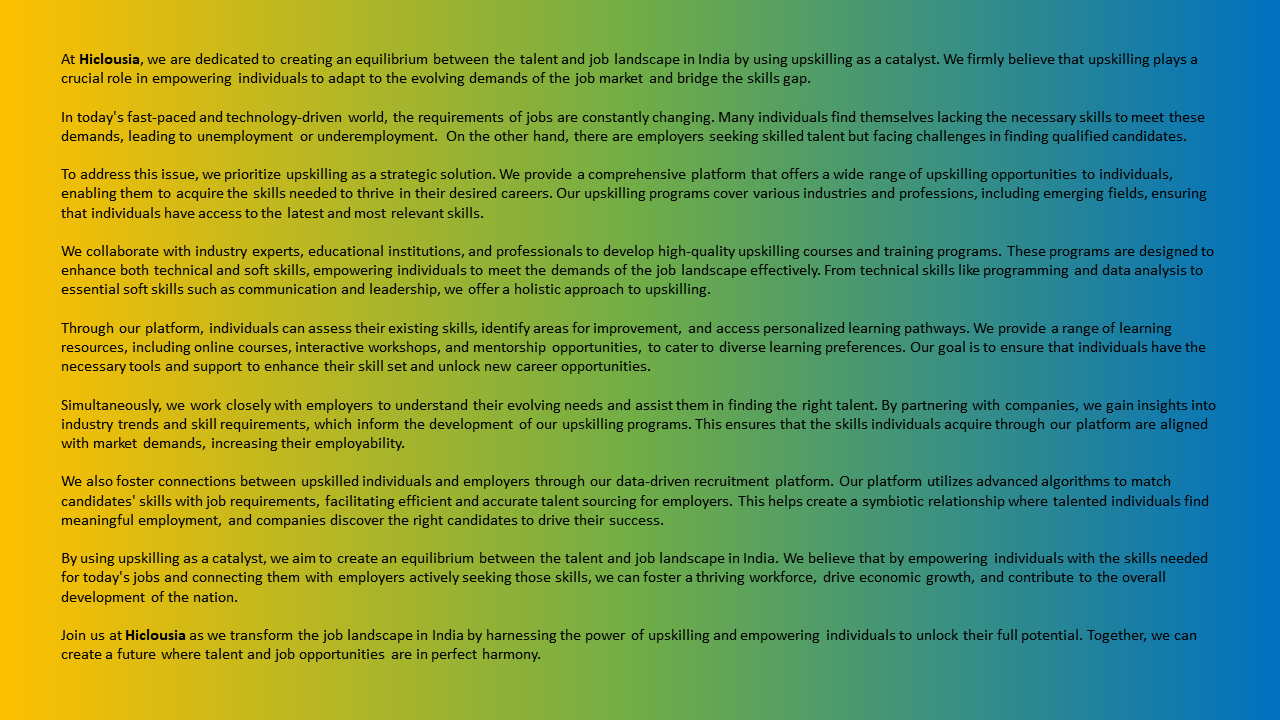 At Hiclousia, we are dedicated to creating an equilibrium between the talent and job landscape in India by using upskilling as a catalyst. We firmly believe that upskilling plays a
crucial role in empowering individuals to adapt to the evolving demands of the job market and bridge the skills gap.
In today's fast-paced and technology-driven world, the requirements of jobs are constantly changing. Many individuals find themselves lacking the necessary skills to meet these
demands, leading to unemployment or underemployment. On the other hand, there are employers seeking skilled talent but facing challenges in finding qualified candidates.
To address this issue, we prioritize upskilling as a strategic solution. We provide a comprehensive platform that offers a wide range of upskilling opportunities to individuals,
enabling them to acquire the skills needed to thrive in their desired careers. Our upskilling programs cover various industries and professions, including emerging fields, ensuring
that individuals have access to the latest and most relevant skills.
We collaborate with industry experts, educational institutions, and professionals to develop high-quality upskilling courses and training programs. These programs are designed to
enhance both technical and soft skills, empowering individuals to meet the demands of the job landscape effectively. From technical skills like programming and data analysis to
essential soft skills such as communication and leadership, we offer a holistic approach to upskilling.
Through our platform, individuals can assess their existing skills, identify areas for improvement, and access personalized learning pathways. We provide a range of learning
resources, including online courses, interactive workshops, and mentorship opportunities, to cater to diverse learning preferences. Our goal is to ensure that individuals have the
necessary tools and support to enhance their skill set and unlock new career opportunities.
Simultaneously, we work closely with employers to understand their evolving needs and assist them in finding the right talent. By partnering with companies, we gain insights into
industry trends and skill requirements, which inform the development of our upskilling programs. This ensures that the skills individuals acquire through our platform are aligned
with market demands, increasing their employability.
We also foster connections between upskilled individuals and employers through our data-driven recruitment platform. Our platform utilizes advanced algorithms to match
candidates' skills with job requirements, facilitating efficient and accurate talent sourcing for employers. This helps create a symbiotic relationship where talented individuals find
meaningful employment, and companies discover the right candidates to drive their success.
By using upskilling as a catalyst, we aim to create an equilibrium between the talent and job landscape in India. We believe that by empowering individuals with the skills needed
for today's jobs and connecting them with employers actively seeking those skills, we can foster a thriving workforce, drive economic growth, and contribute to the overall
development of the nation.
Join us at Hiclousia as we transform the job landscape in India by harnessing the power of upskilling and empowering individuals to unlock their full potential. Together, we can
create a future where talent and job opportunities are in perfect harmony.